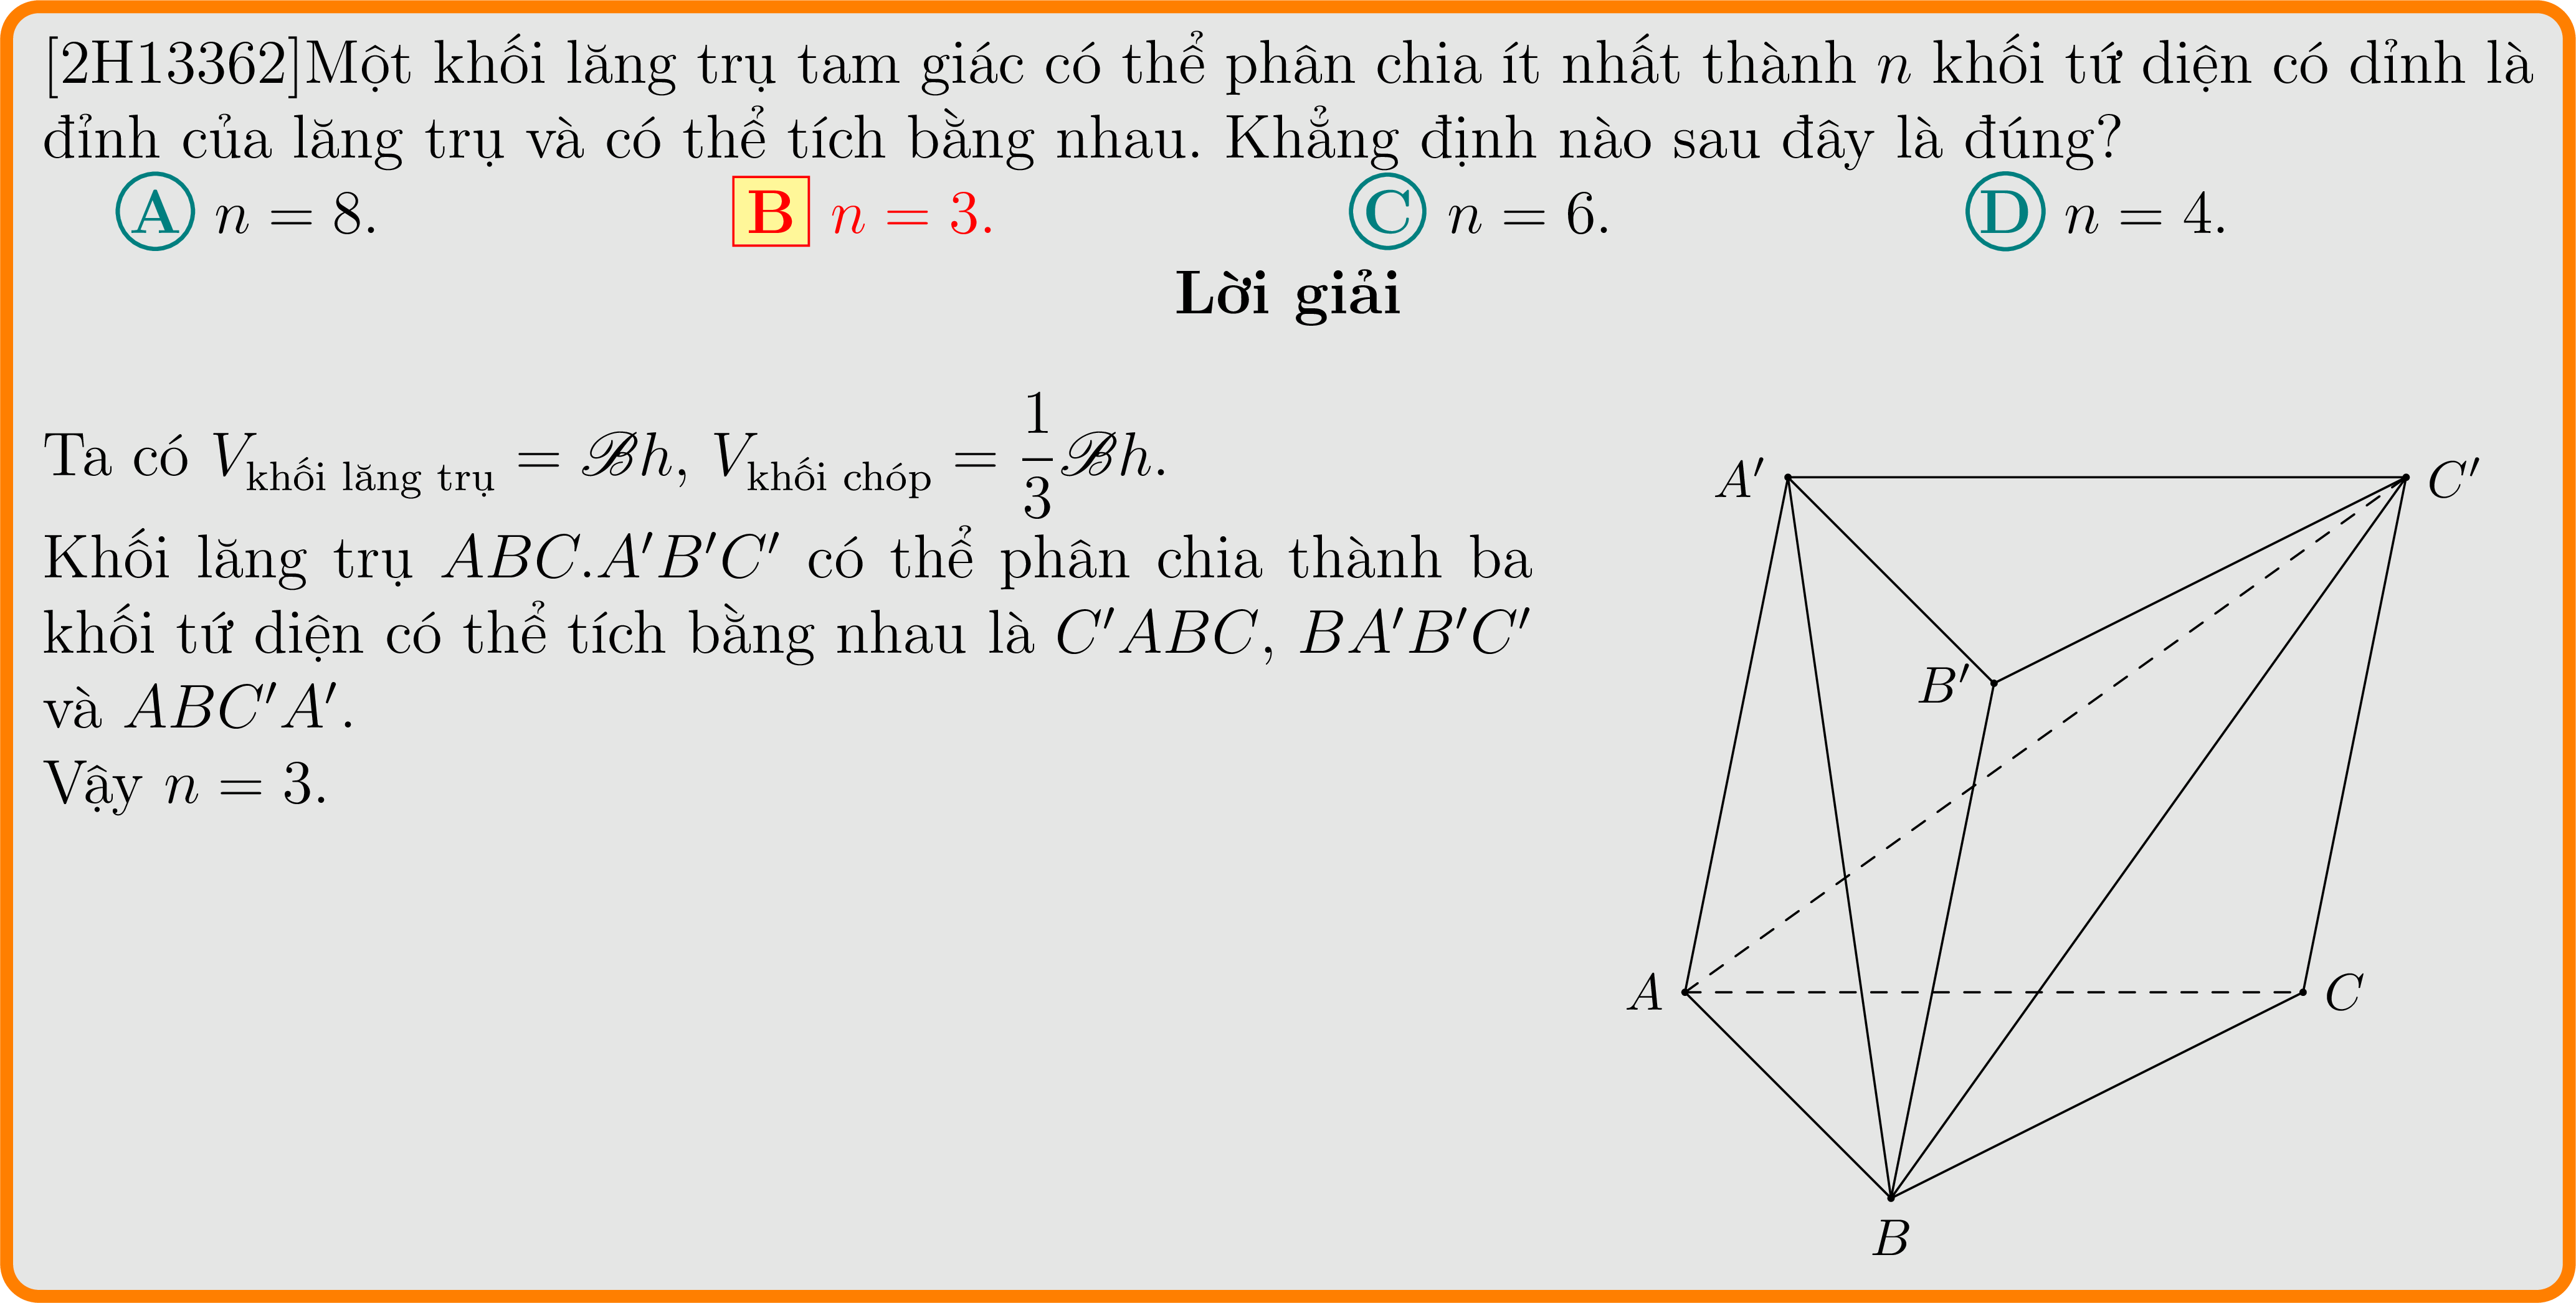 [2H13362]Một khối lăng trụ tam giác có thể phân chia ít nhất thành n khối tứ diện có dỉnh là
đỉnh của lăng trụ và có thể tích bằng nhau. Khẳng định nào sau đây là đúng?
A n = 8. B n = 3. C n = 6. D n = 4.
Lời giải
Ta có V_{khối lăng trụ} = ℬh, V_{khối chóp} = \frac{1}{3}ℬh.
Khối lăng trụ ABC.A′B′C′ có thể phân chia thành ba
khối tứ diện có thể tích bằng nhau là C′ABC, BA′B′C′
và ABC′A′.
Vậy n = 3.
A′ C′
B′
A C
B